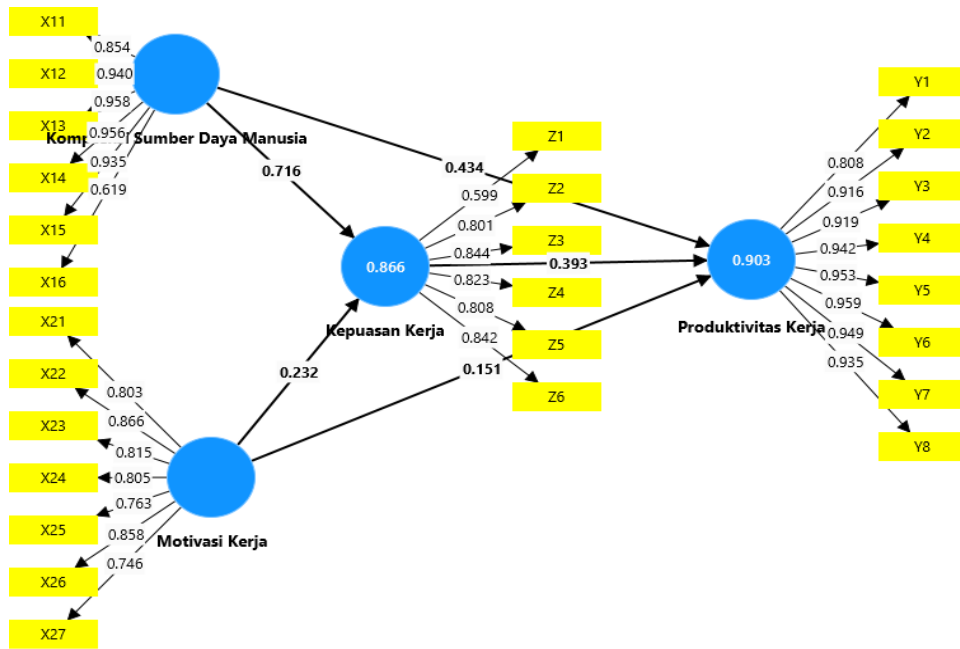 X11
X12
X13
X14
X15
X16
0.854
0.940
0.958
0.956
0.935
0.619
Sumber Daya Manusia
0.716
0.434
X21
X22
X23
X24
X25
X26
X27
0.803
0.866
0.815
0.805
0.763
0.858
0.746
Motivasi Kerja
0.232
0.151
0.866
Kepuasan Kerja
0.393
Z1
Z2
Z3
Z4
Z5
Z6
0.599
0.801
0.844
0.823
0.808
0.842
0.903
Produktivitas Kerja
0.808
0.916
0.919
0.942
0.953
0.959
0.949
0.935
Y1
Y2
Y3
Y4
Y5
Y6
Y7
Y8